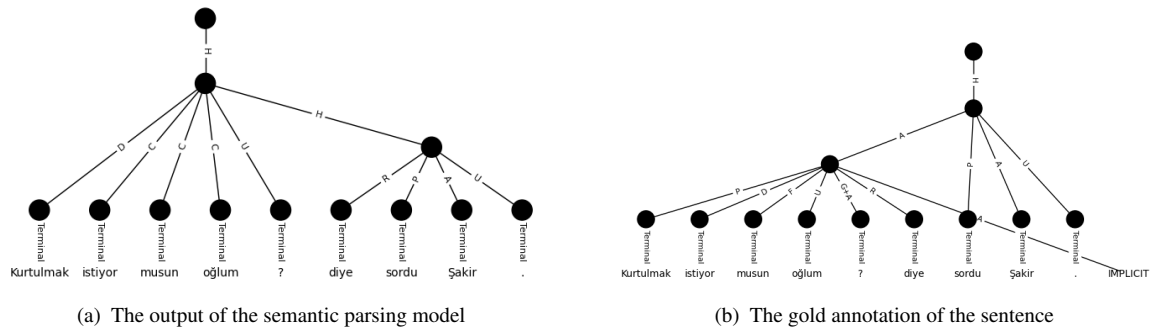 H
H
D C C C U
H
A
R P A U
P D F U G+A R
P A U
A
Terminal Terminal Terminal Terminal Terminal Terminal Terminal Terminal Terminal
Terminal Terminal Terminal Terminal Terminal Terminal Terminal Terminal Terminal
Kurtulmak istiyor musun oğlum ? diye sordu Şakir .
Kurtulmak istiyor musun oğlum ? diye sordu Şakir . IMPLICIT
(a) The output of the semantic parsing model
(b) The gold annotation of the sentence